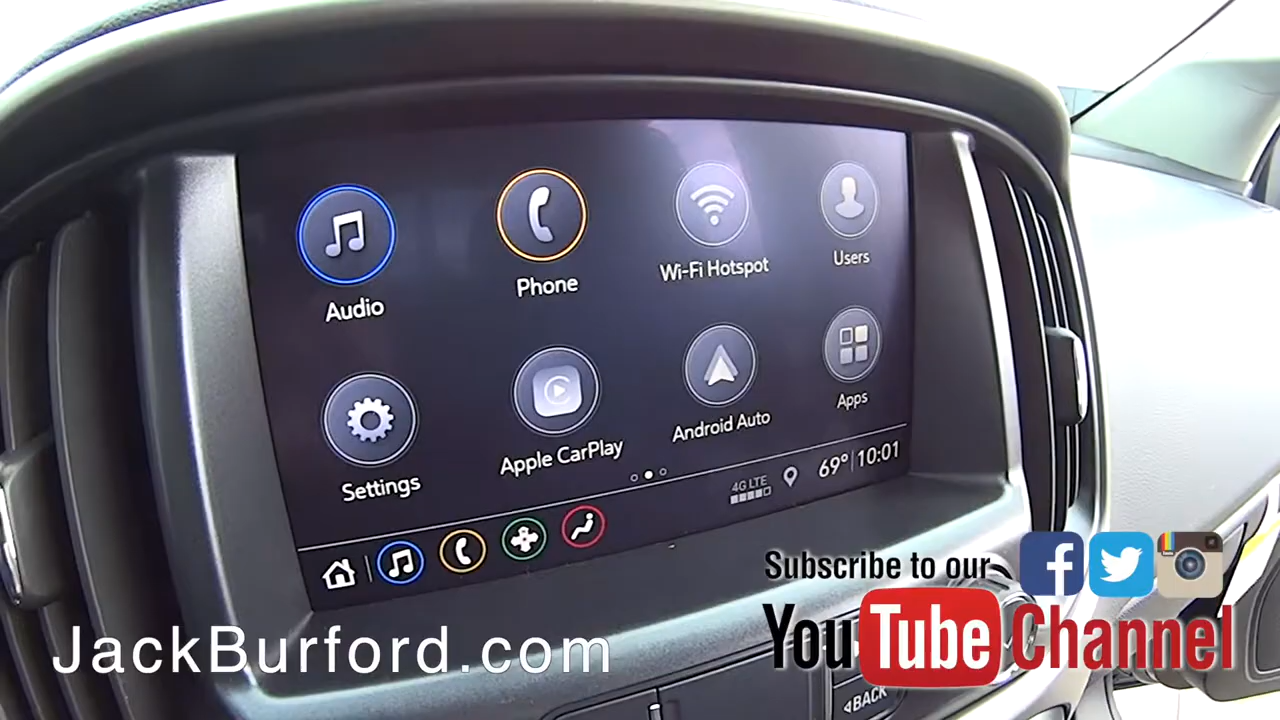 Audio
Phone
Wi-Fi Hotspot
Users
Settings
Apple CarPlay
Android Auto
Apps
4G LTE
69° 10:01
Subscribe to our
YouTube Channel
JackBurford.com
BACK